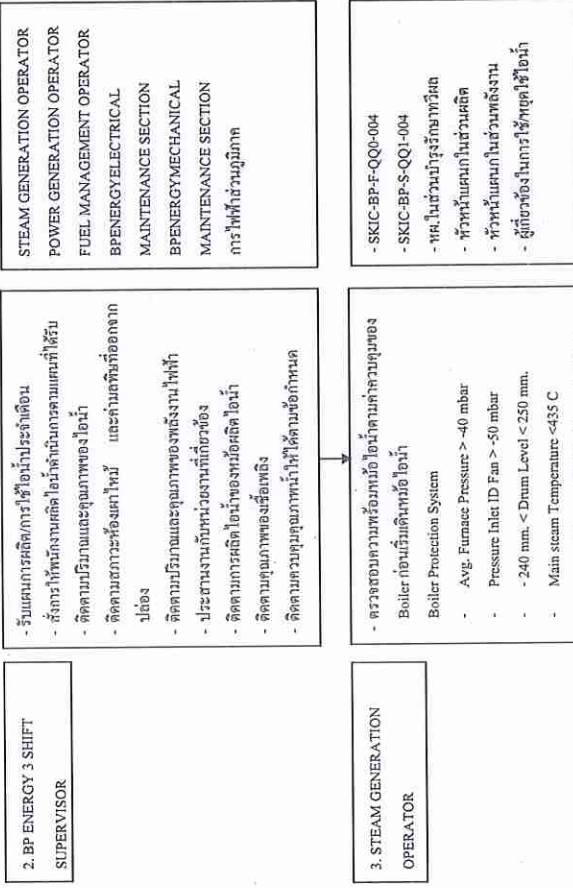 2. BP ENERGY 3 SHIFT
SUPERVISOR
- รับแผนการผลิต/การใช้ไอน้ำประจำเดือน
- สั่งการให้พนักงานผลิตไอน้ำดำเนินการตามแผนที่ได้รับ
- ติดตามปริมาณและคุณภาพของไอน้ำ
- ติดตามสภาวะห้องเผาไหม้ และค่ามลพิษที่ออกจาก
ปล่อง
- ติดตามปริมาณและคุณภาพของพลังงานไฟฟ้า
- ประสานงานกับหน่วยงานที่เกี่ยวข้อง
- ติดตามการผลิตไอน้ำของหม้อผลิตไอน้ำ
- ติดตามคุณภาพของเชื้อเพลิง
- ติดตามควบคุมคุณภาพน้ำให้ได้ตามข้อกำหนด
STEAM GENERATION OPERATOR
POWER GENERATION OPERATOR
FUEL MANAGEMENT OPERATOR
BPENERGYELECTRICAL
MAINTENANCE SECTION
BPENERGYMECHANICAL
MAINTENANCE SECTION
การไฟฟ้าส่วนภูมิภาค
3. STEAM GENERATION
OPERATOR
- ตรวจสอบความพร้อมหม้อไอน้ำตามค่าควบคุมของ
Boiler ก่อนเริ่มเดินหม้อไอน้ำ
Boiler Protection System
- Avg. Furnace Pressure > -40 mbar
- Pressure Inlet ID Fan > -50 mbar
- - 240 mm. < Drum Level < 250 mm.
- Main steam Temperature <435 C
- SKIC-BP-F-QQ0-004
- SKIC-BP-S-QQ1-004
- หผ.ในส่วนบำรุงรักษาทวีผล
- หัวหน้าแผนกในส่วนผลิต
- หัวหน้าแผนกในส่วนพลังงาน
- ผู้เกี่ยวข้องในการใช้/หยุดใช้ไอน้ำ